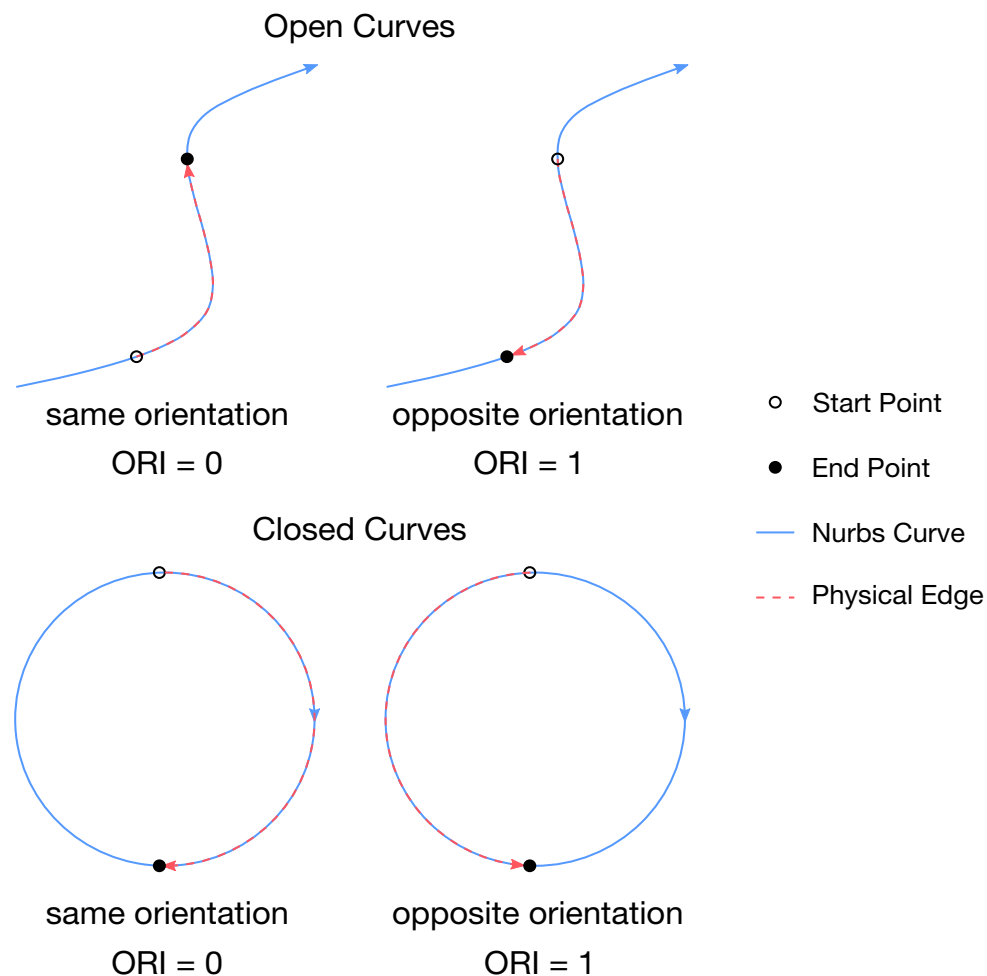 Open Curves
same orientation
ORI = 0
opposite orientation
ORI = 1
Start Point
End Point
Nurbs Curve
Physical Edge
Closed Curves
same orientation
ORI = 0
opposite orientation
ORI = 1